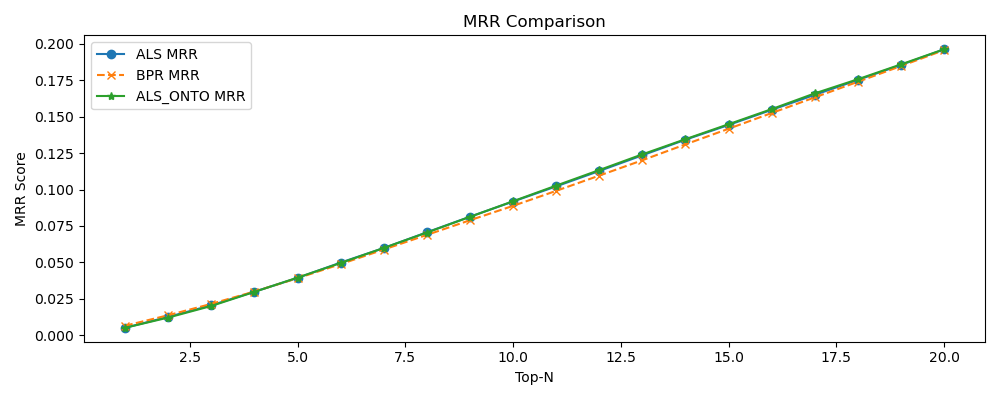 MRR Comparison
ALS MRR
BPR MRR
ALS_ONTO MRR
MRR Score
0.200
0.175
0.150
0.125
0.100
0.075
0.050
0.025
0.000
2.5 5.0 7.5 10.0 12.5 15.0 17.5 20.0
Top-N